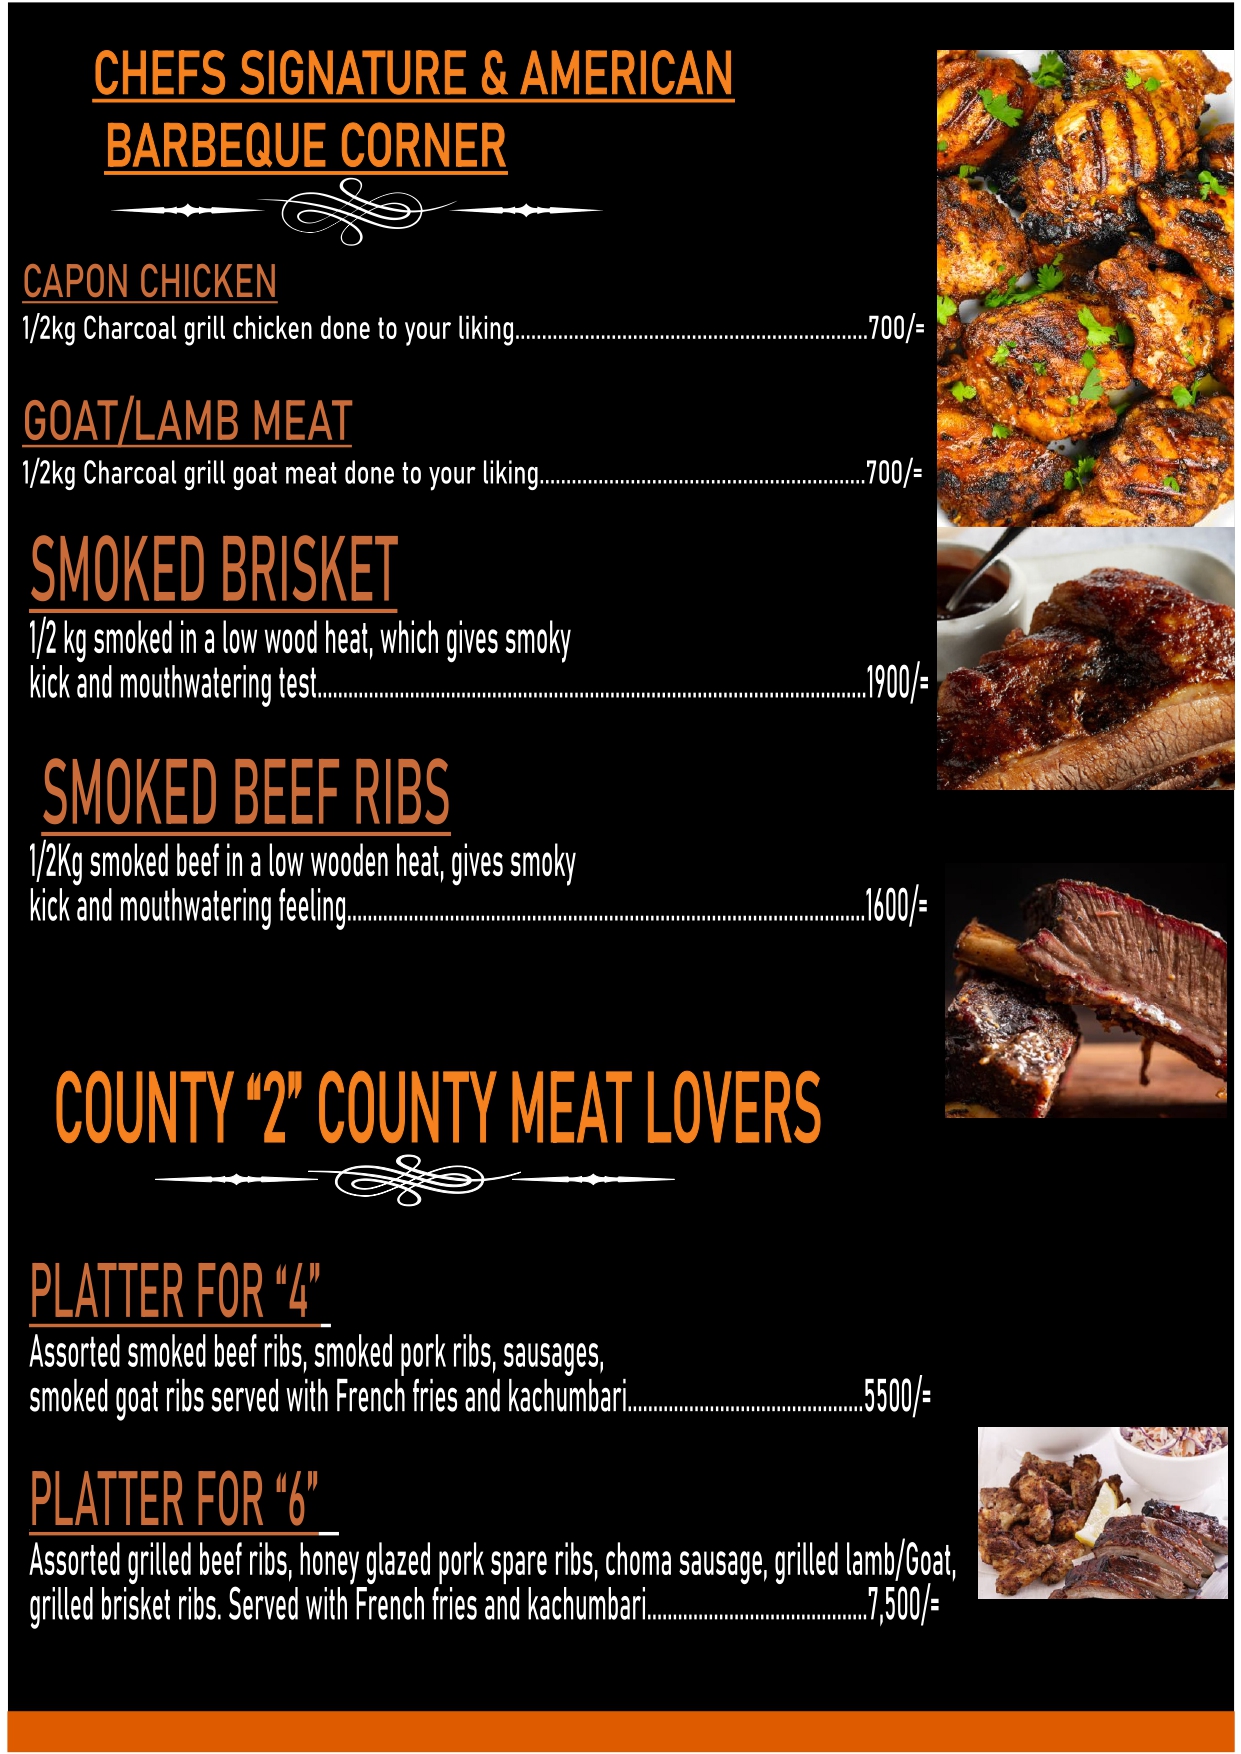 CHEFS SIGNATURE & AMERICAN
BARBEQUE CORNER
CAPON CHICKEN
1/2kg Charcoal grill chicken done to your liking......................................................................700/=
GOAT/LAMB MEAT
1/2kg Charcoal grill goat meat done to your liking.................................................................700/=
SMOKED BRISKET
1/2 kg smoked in a low wood heat, which gives smoky
kick and mouthwatering test.............................................................................................................1900/=
SMOKED BEEF RIBS
1/2Kg smoked beef in a low wooden heat, gives smoky
kick and mouthwatering feeling.......................................................................................................1600/=
COUNTY “2” COUNTY MEAT LOVERS
PLATTER FOR “4”
Assorted smoked beef ribs, smoked pork ribs, sausages,
smoked goat ribs served with French fries and kachumbari...............................................5500/=
PLATTER FOR “6”
Assorted grilled beef ribs, honey glazed pork spare ribs, choma sausage, grilled lamb/Goat,
grilled brisket ribs. Served with French fries and kachumbari............................................7,500/=